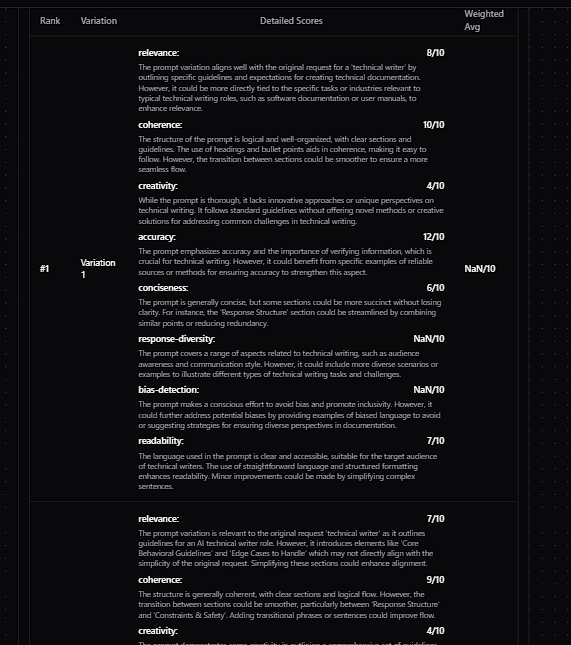 Rank Variation Detailed Scores Weighted
Avg
relevance: 8/10
The prompt variation aligns well with the original request for a 'technical writer' by
outlining specific guidelines and expectations for creating technical documentation.
However, it could be more directly tied to the specific tasks or industries relevant to
typical technical writing roles, such as software documentation or user manuals, to
enhance relevance.
coherence: 10/10
The structure of the prompt is logical and well-organized, with clear sections and
guidelines. The use of headings and bullet points aids in coherence, making it easy to
follow. However, the transition between sections could be smoother to ensure a more
seamless flow.
creativity: 4/10
While the prompt is thorough, it lacks innovative approaches or unique perspectives on
technical writing. It follows standard guidelines without offering novel methods or creative
solutions for addressing common challenges in technical writing.
accuracy: 12/10
The prompt emphasizes accuracy and the importance of verifying information, which is
crucial for technical writing. However, it could benefit from specific examples of reliable
sources or methods for ensuring accuracy to strengthen this aspect.
#1 Variation
1 NaN/10
conciseness: 6/10
The prompt is generally concise, but some sections could be more succinct without losing
clarity. For instance, the 'Response Structure' section could be streamlined by combining
similar points or reducing redundancy.
response-diversity: NaN/10
The prompt covers a range of aspects related to technical writing, such as audience
awareness and communication style. However, it could include more diverse scenarios or
examples to illustrate different types of technical writing tasks and challenges.
bias-detection: NaN/10
The prompt makes a conscious effort to avoid bias and promote inclusivity. However, it
could further address potential biases by providing examples of biased language to avoid
or suggesting strategies for ensuring diverse perspectives in documentation.
readability: 7/10
The language used in the prompt is clear and accessible, suitable for the target audience
of technical writers. The use of straightforward language and structured formatting
enhances readability. Minor improvements could be made by simplifying complex
sentences.
relevance: 7/10
The prompt variation is relevant to the original request 'technical writer' as it outlines
guidelines for an AI technical writer role. However, it introduces elements like 'Core
Behavioral Guidelines' and 'Edge Cases to Handle' which may not directly align with the
simplicity of the original request. Simplifying these sections could enhance alignment.
coherence: 9/10
The structure is generally coherent, with clear sections and logical flow. However, the
transition between sections could be smoother, particularly between 'Response Structure'
and 'Constraints & Safety'. Adding transitional phrases or sentences could improve flow.
creativity: 4/10